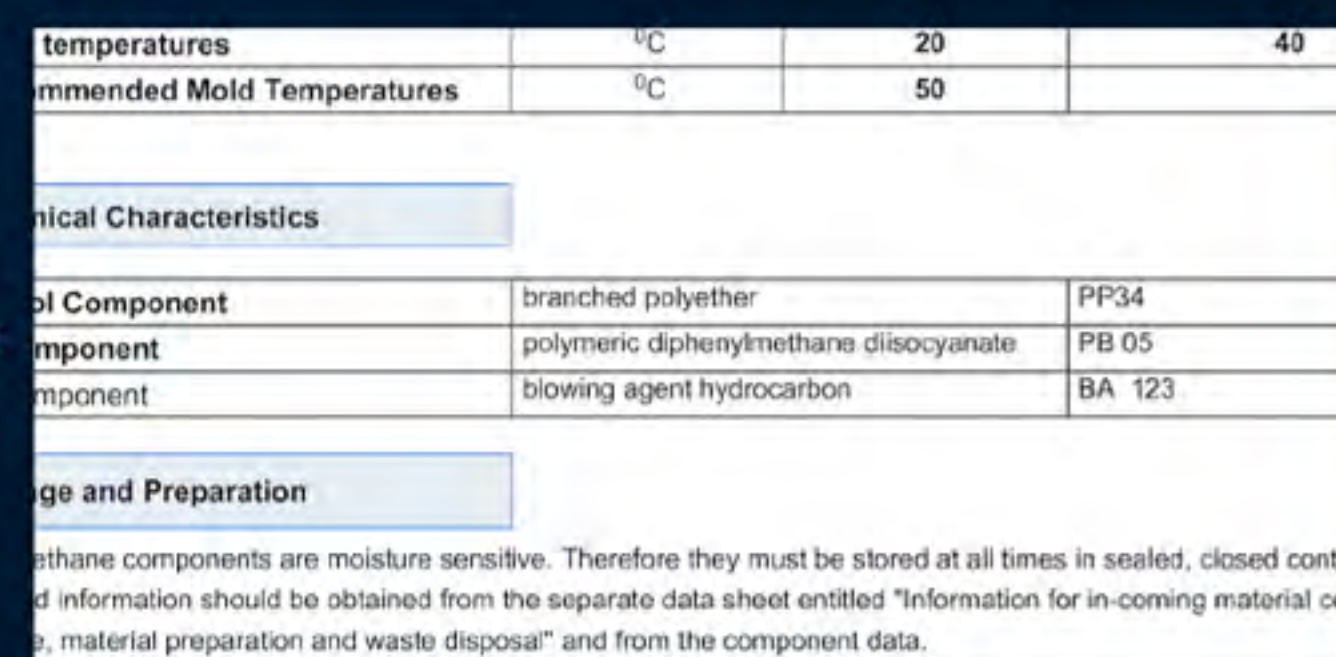 temperatures ⁰C 20 40
mmended Mold Temperatures ⁰C 50
nical Characteristics
ol Component branched polyether PP34
mponent polymeric diphenylmethane diisocyanate PB 05
mponent blowing agent hydrocarbon BA 123
ge and Preparation
ethane components are moisture sensitive. Therefore they must be stored at all times in sealed, closed cont
d information should be obtained from the separate data sheet entitled "Information for in-coming material c
e, material preparation and waste disposal" and from the component data.